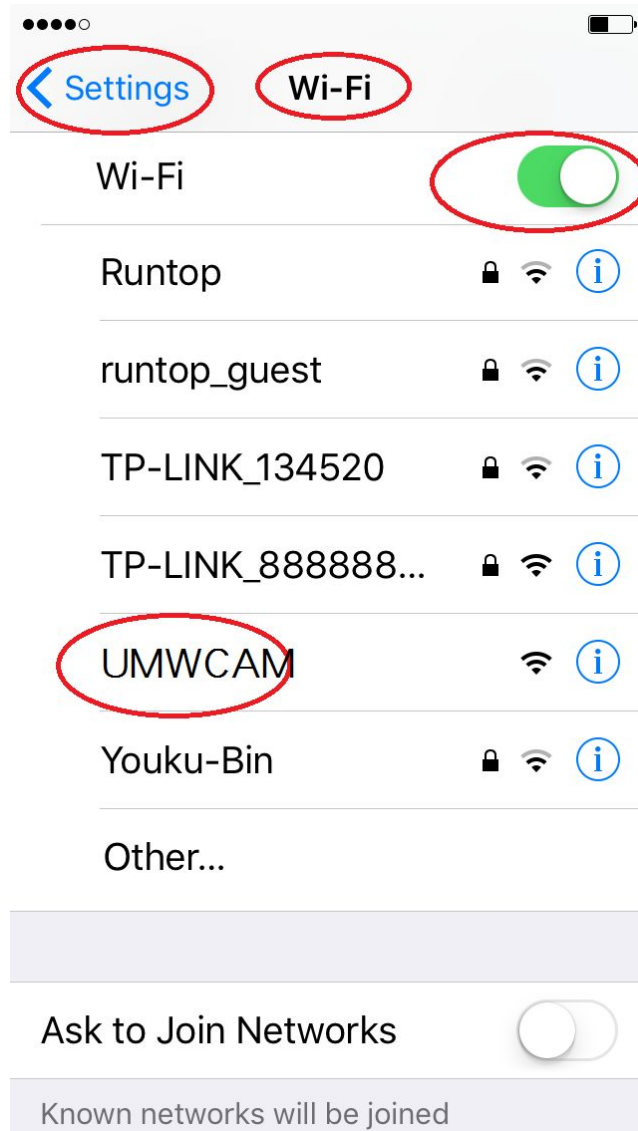 Settings Wi-Fi
Wi-Fi
Runtop
runtop_guest
TP-LINK_134520
TP-LINK_888888...
UMWCAM
Youku-Bin
Other...
Ask to Join Networks
Known networks will be joined